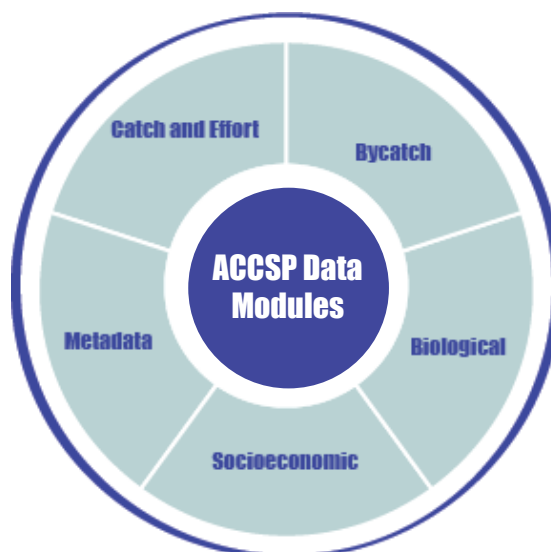 Catch and Effort
Bycatch
ACCSP Data
Modules
Metadata
Biological
Socioeconomic